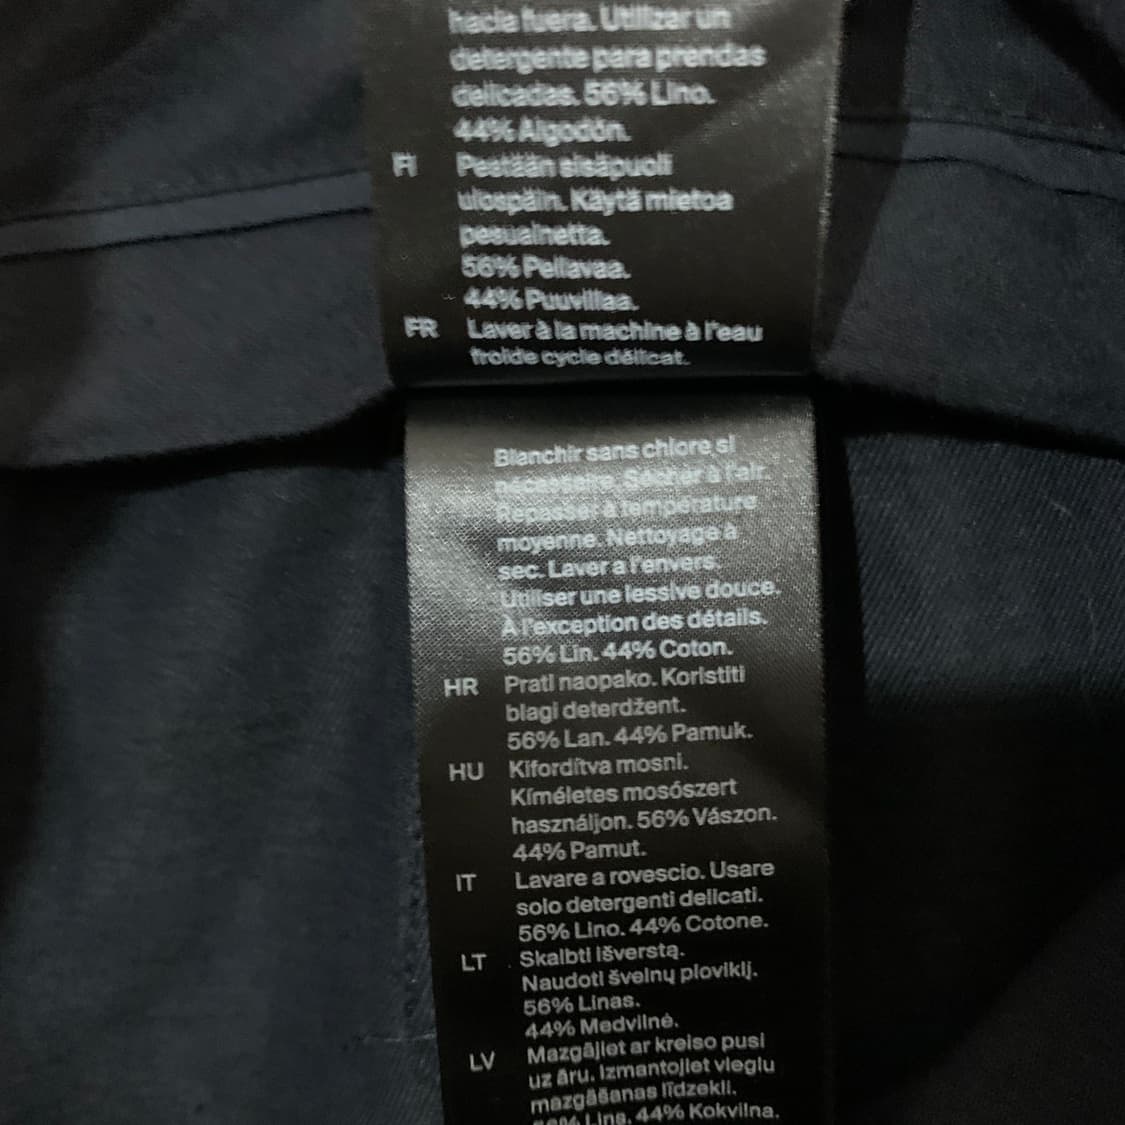 hacia fuera. Utilizar un
detergente para prendas
delicadas. 56% Lino.
44% Algodón.
FI Pestään sisäpuoli
ulospäin. Käytä mietoa
pesuainetta.
56% Pellavaa.
44% Puuvillaa.
FR Laver à la machine à l'eau
froide cycle délicat.
Blanchir sans chlore si
nécessaire. Sécher à l'air.
Repasser à température
moyenne. Nettoyage à
sec. Laver a l'envers.
Utiliser une lessive douce.
À l'exception des détails.
56% Lin. 44% Coton.
HR Prati naopako. Koristiti
blagi deterdžent.
56% Lan. 44% Pamuk.
HU Kifordítva mosni.
Kíméletes mosószert
használjon. 56% Vászon.
44% Pamut.
IT Lavare a rovescio. Usare
solo detergenti delicati.
56% Lino. 44% Cotone.
LT Skalbti išverstą.
Naudoti švelnų ploviklį.
56% Linas.
44% Medvilnė.
LV Mazgājiet ar kreiso pusi
uz āru. Izmantojiet vieglu
mazgāšanas līdzekli.
56% Lins. 44% Kokvilna.